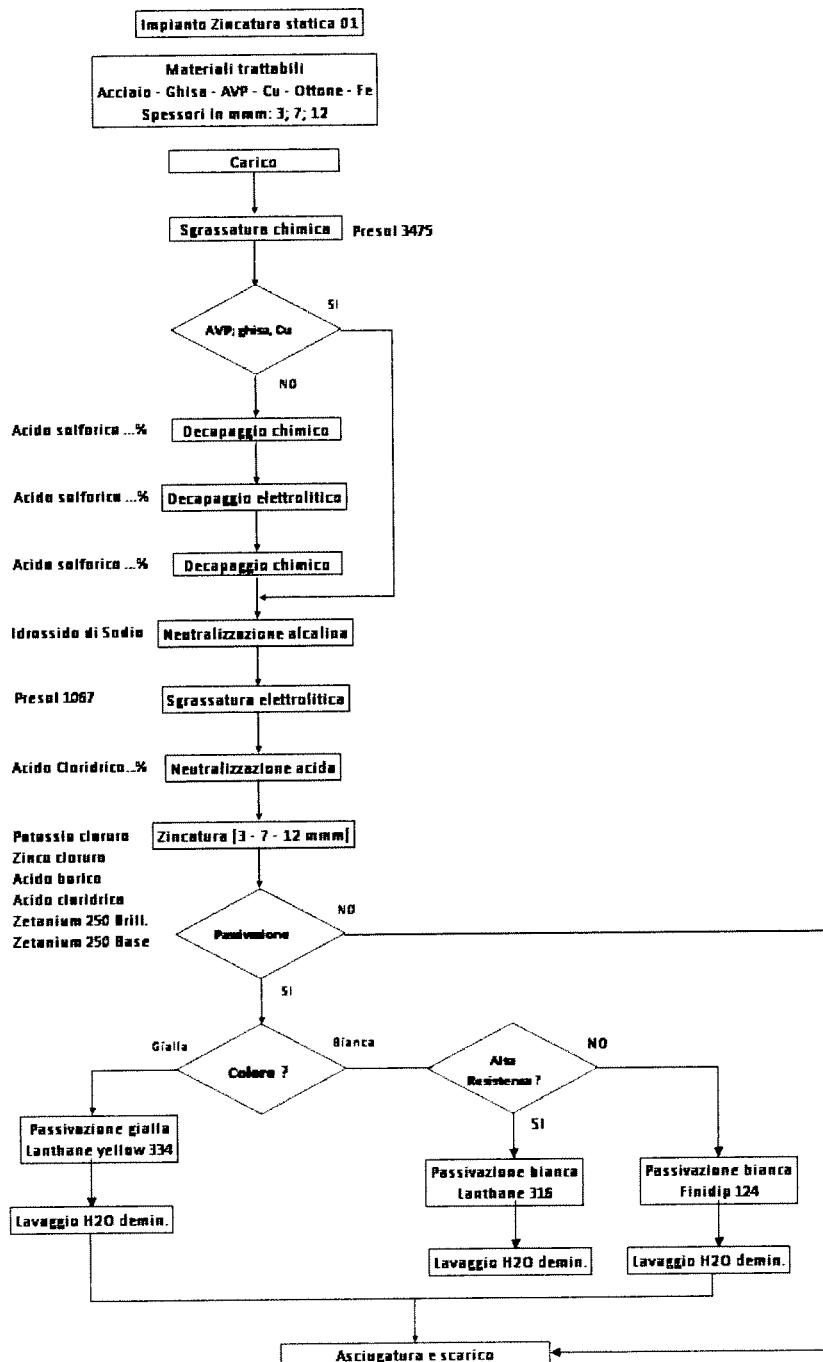 Impianto Zincatura statica 01
Materiali trattabili
Acciaio - Ghisa - AVP - Cu - Ottone - Fe
Spessori in mmm: 3; 7; 12
Carico
Sgrassatura chimica
Presol 3475
AVP; ghisa, Cu
SI
NO
Acido solforico ...%
Decapaggio chimico
Acido solforico ...%
Decapaggio elettrolitico
Acido solforico ...%
Decapaggio chimico
Idrossido di Sodio
Neutralizzazione alcalina
Presol 1067
Sgrassatura elettrolitica
Acido Cloridrico...%
Neutralizzazione acida
Potassio cloruro
Zinco cloruro
Acido borico
Acido cloridrico
Zetanium 250 Brill.
Zetanium 250 Base
Zincatura [3 - 7 - 12 mmm]
Passivazione
NO
SI
Gialla
Colore ?
Bianca
Alta
Resistenza ?
NO
SI
Passivazione gialla
Lanthane yellow 334
Passivazione bianca
Lanthane 316
Passivazione bianca
Finidip 124
Lavaggio H2O demin.
Lavaggio H2O demin.
Lavaggio H2O demin.
Asciugatura e scarico